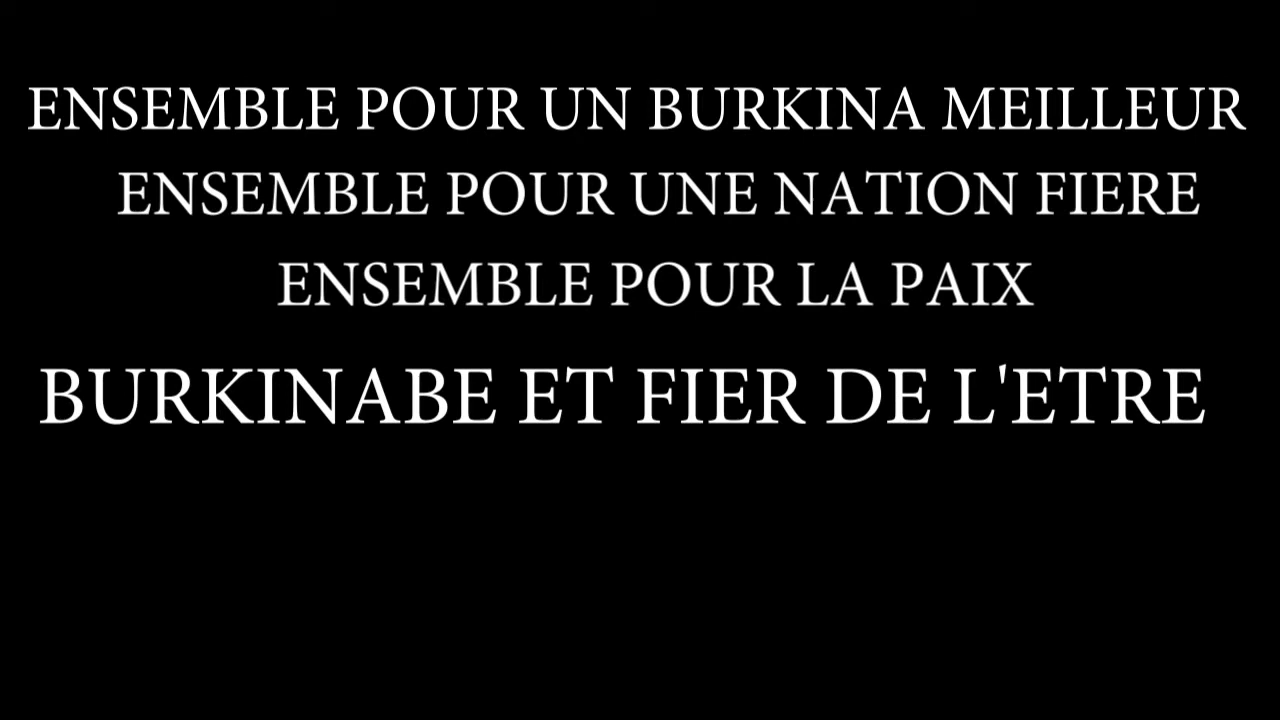 ENSEMBLE POUR UN BURKINA MEILLEUR
ENSEMBLE POUR UNE NATION FIERE
ENSEMBLE POUR LA PAIX
BURKINABE ET FIER DE L'ETRE